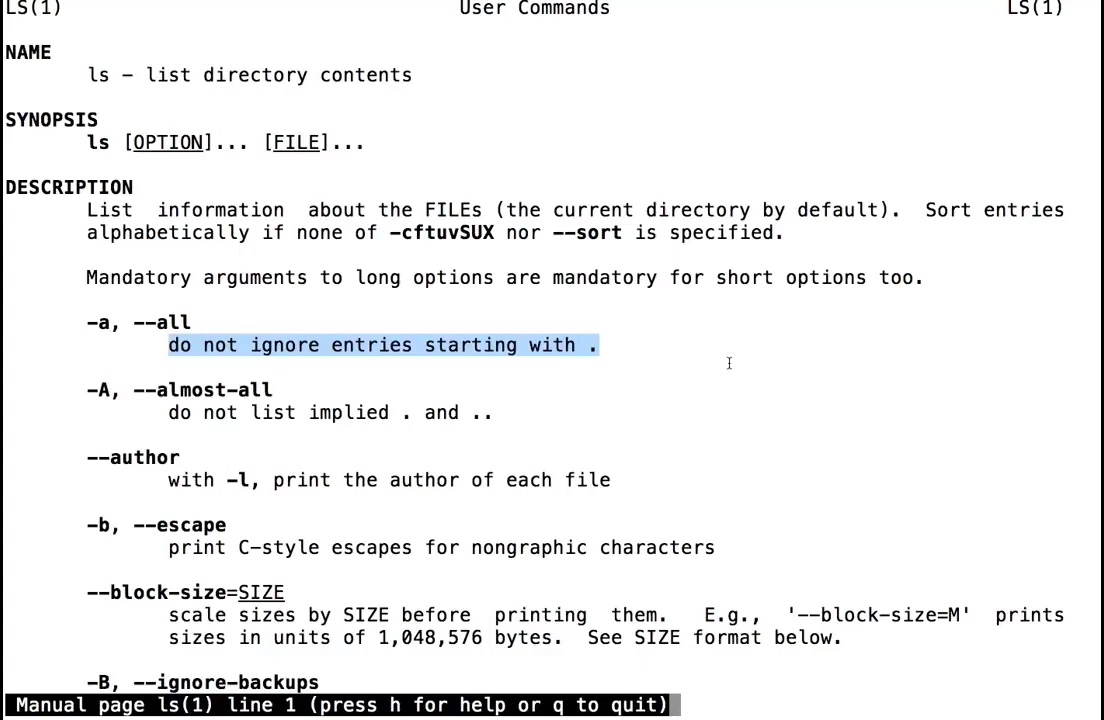 LS(1) User Commands LS(1)
NAME
ls - list directory contents
SYNOPSIS
ls [OPTION]... [FILE]...
DESCRIPTION
List information about the FILEs (the current directory by default). Sort entries
alphabetically if none of -cftuvSUX nor --sort is specified.
Mandatory arguments to long options are mandatory for short options too.
-a, --all
do not ignore entries starting with .
-A, --almost-all
do not list implied . and ..
--author
with -l, print the author of each file
-b, --escape
print C-style escapes for nongraphic characters
--block-size=SIZE
scale sizes by SIZE before printing them. E.g., '--block-size=M' prints
sizes in units of 1,048,576 bytes. See SIZE format below.
-B, --ignore-backups
Manual page ls(1) line 1 (press h for help or q to quit)